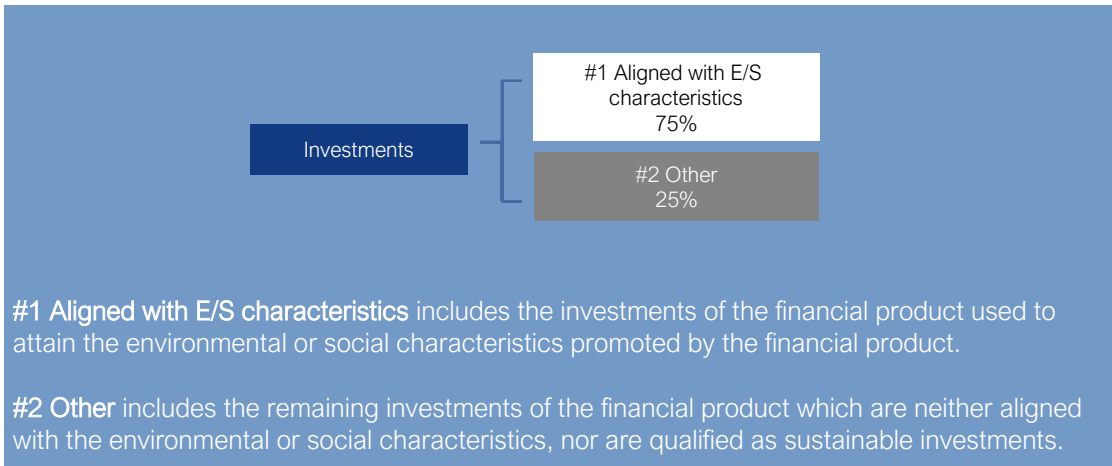 #1 Aligned with E/S
characteristics
75%
Investments
#2 Other
25%
#1 Aligned with E/S characteristics includes the investments of the financial product used to
attain the environmental or social characteristics promoted by the financial product.
#2 Other includes the remaining investments of the financial product which are neither aligned
with the environmental or social characteristics, nor are qualified as sustainable investments.